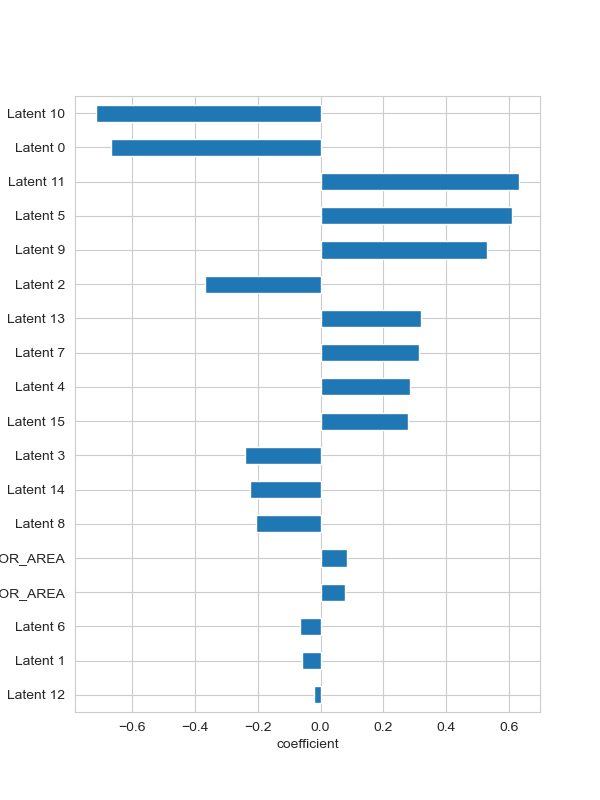 Latent 10
Latent 0
Latent 11
Latent 5
Latent 9
Latent 2
Latent 13
Latent 7
Latent 4
Latent 15
Latent 3
Latent 14
Latent 8
OR_AREA
OR_AREA
Latent 6
Latent 1
Latent 12
−0.6 −0.4 −0.2 0.0 0.2 0.4 0.6
coefficient